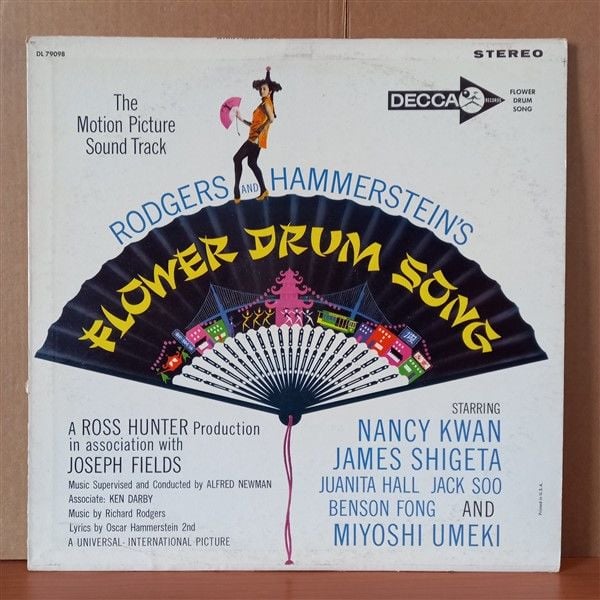 DL 79098
STEREO
The
Motion Picture
Sound Track
DECCA RECORDS
FLOWER
DRUM
SONG
RODGERS AND HAMMERSTEIN'S
FLOWER DRUM SONG
A ROSS HUNTER Production
in association with
JOSEPH FIELDS
Music Supervised and Conducted by ALFRED NEWMAN
Associate: KEN DARBY
Music by Richard Rodgers
Lyrics by Oscar Hammerstein 2nd
A UNIVERSAL-INTERNATIONAL PICTURE
STARRING
NANCY KWAN
JAMES SHIGETA
JUANITA HALL JACK SOO
BENSON FONG AND
MIYOSHI UMEKI
Printed in U.S.A.